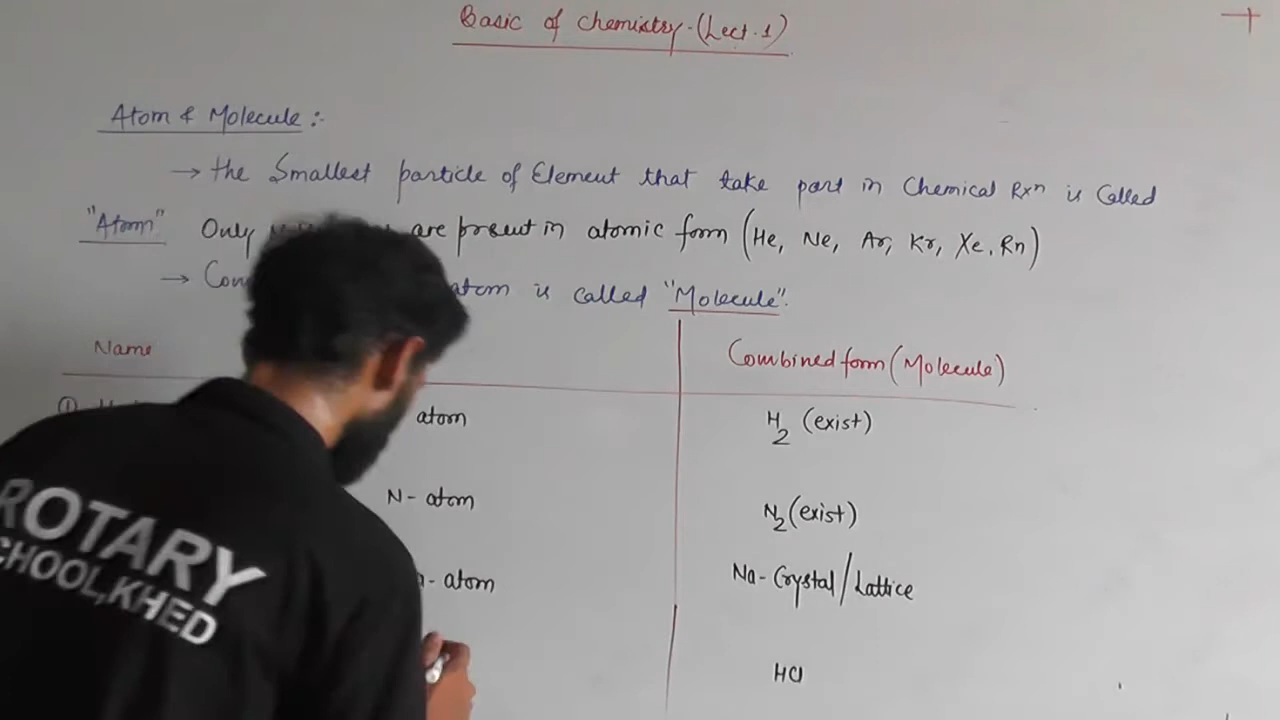 Basic of Chemistry-(Lect.1)
Atom & Molecule:-
→ the Smallest particle of Element that take part in Chemical Rxn is Called
"Atom" Only are present in atomic form (He, Ne, Ar, Kr, Xe, Rn)
→ atom is called "Molecule".
Name Combined form (Molecule)
① atom H2 (exist)
N- atom N2 (exist)
- atom Na- Crystal/Lattice
HCl
ROTARY
SCHOOL, KHED